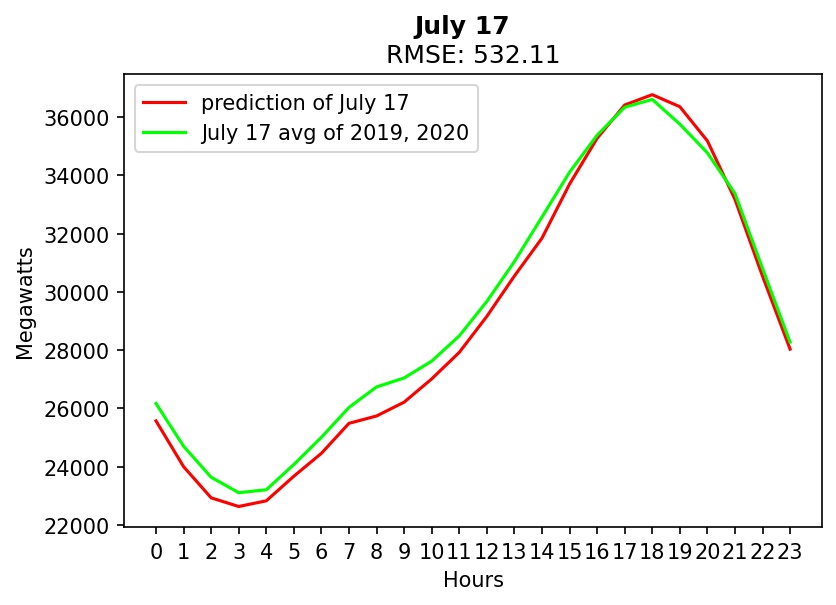 July 17
RMSE: 532.11
prediction of July 17
July 17 avg of 2019, 2020
Megawatts
36000
34000
32000
30000
28000
26000
24000
22000
0 1 2 3 4 5 6 7 8 9 10 11 12 13 14 15 16 17 18 19 20 21 22 23
Hours